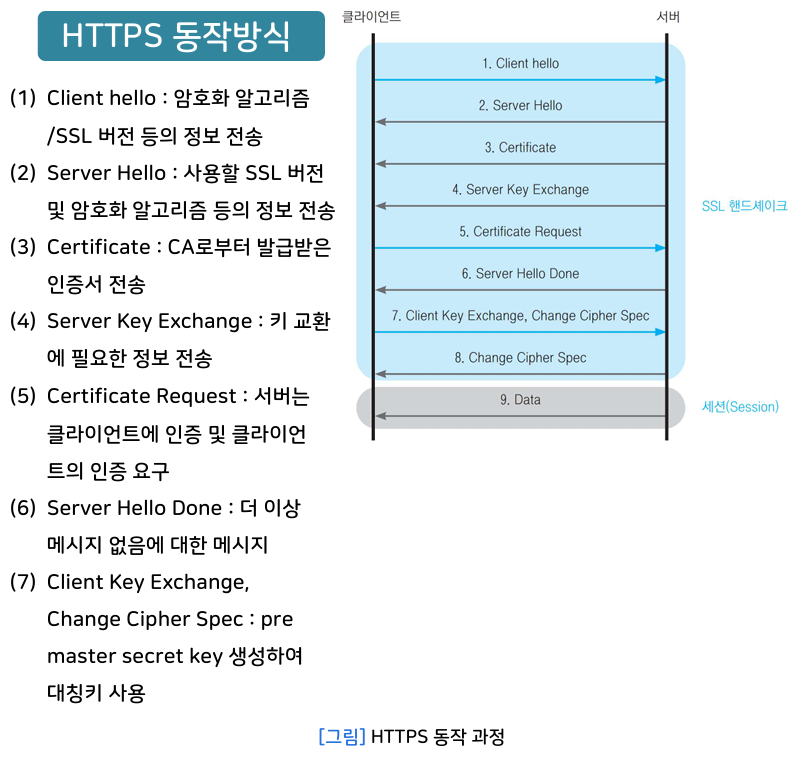 HTTPS 동작방식
(1) Client hello : 암호화 알고리즘
/SSL 버전 등의 정보 전송
(2) Server Hello : 사용할 SSL 버전
및 암호화 알고리즘 등의 정보 전송
(3) Certificate : CA로부터 발급받은
인증서 전송
(4) Server Key Exchange : 키 교환
에 필요한 정보 전송
(5) Certificate Request : 서버는
클라이언트에 인증 및 클라이언
트의 인증 요구
(6) Server Hello Done : 더 이상
메시지 없음에 대한 메시지
(7) Client Key Exchange,
Change Cipher Spec : pre
master secret key 생성하여
대칭키 사용
클라이언트
서버
1. Client hello
2. Server Hello
3. Certificate
4. Server Key Exchange
5. Certificate Request
6. Server Hello Done
7. Client Key Exchange, Change Cipher Spec
8. Change Cipher Spec
9. Data
SSL 핸드셰이크
세션(Session)
[그림] HTTPS 동작 과정